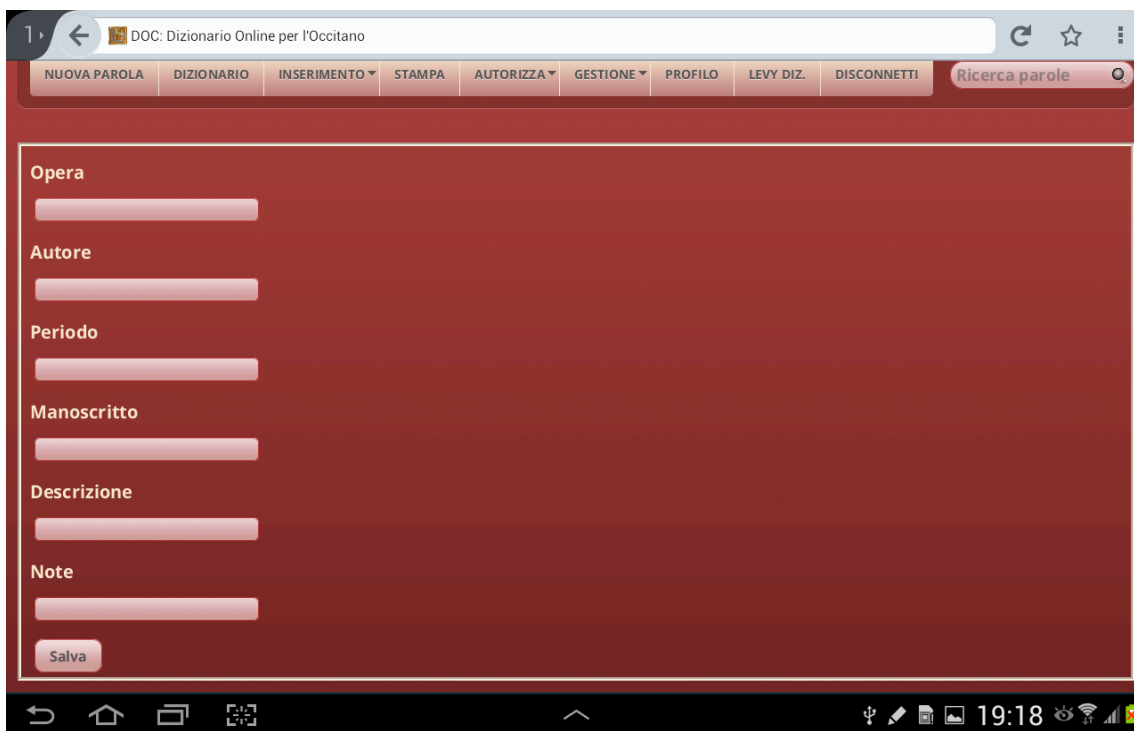 1
DOC: Dizionario Online per l'Occitano
NUOVA PAROLA DIZIONARIO INSERIMENTO STAMPA AUTORIZZA GESTIONE PROFILO LEVY DIZ. DISCONNETTI Ricerca parole
Opera
Autore
Periodo
Manoscritto
Descrizione
Note
Salva
19:18